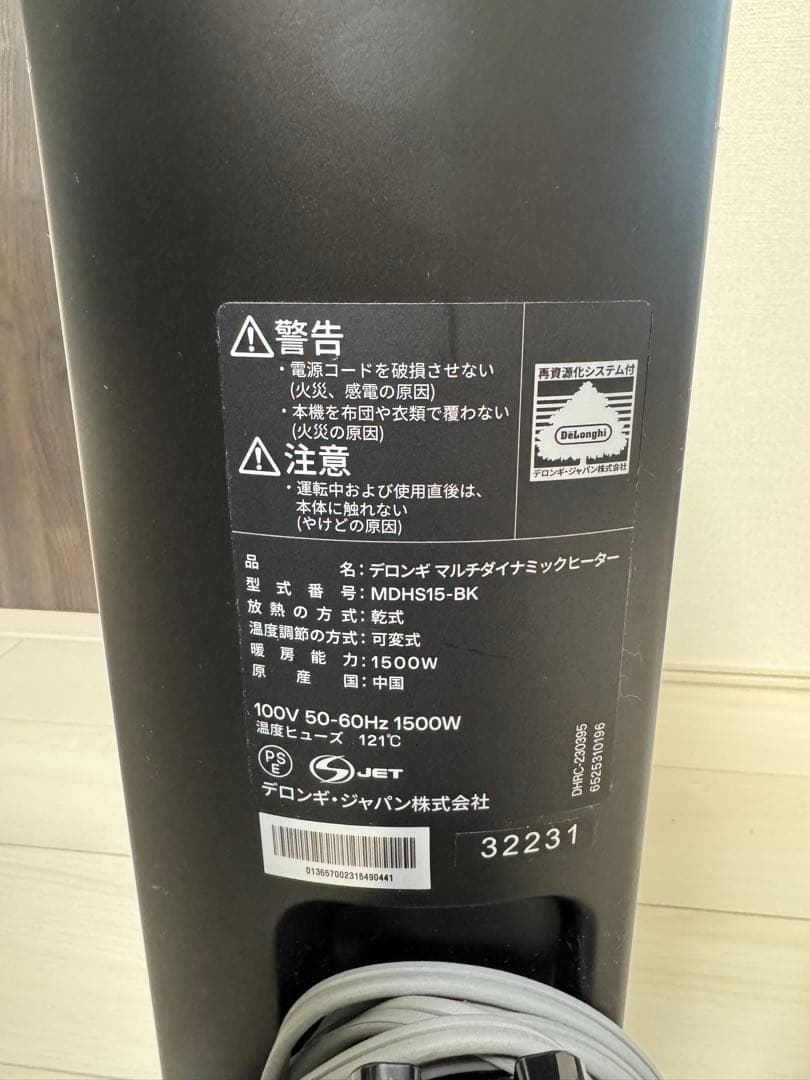 警告
・電源コードを破損させない
(火災、感電の原因)
・本機を布団や衣類で覆わない
(火災の原因)
注意
・運転中および使用直後は、
本体に触れない
(やけどの原因)
再資源化システム付
DeLonghi
デロンギ・ジャパン株式会社
品名：デロンギ マルチダイナミックヒーター
型式番号：MDHS15-BK
放熱の方式：乾式
温度調節の方式：可変式
暖房能力：1500W
原産国：中国
100V 50-60Hz 1500W
温度ヒューズ 121℃
PS
E
S JET
デロンギ・ジャパン株式会社
DHRC-230395
6525310196
013657002315490441
32231